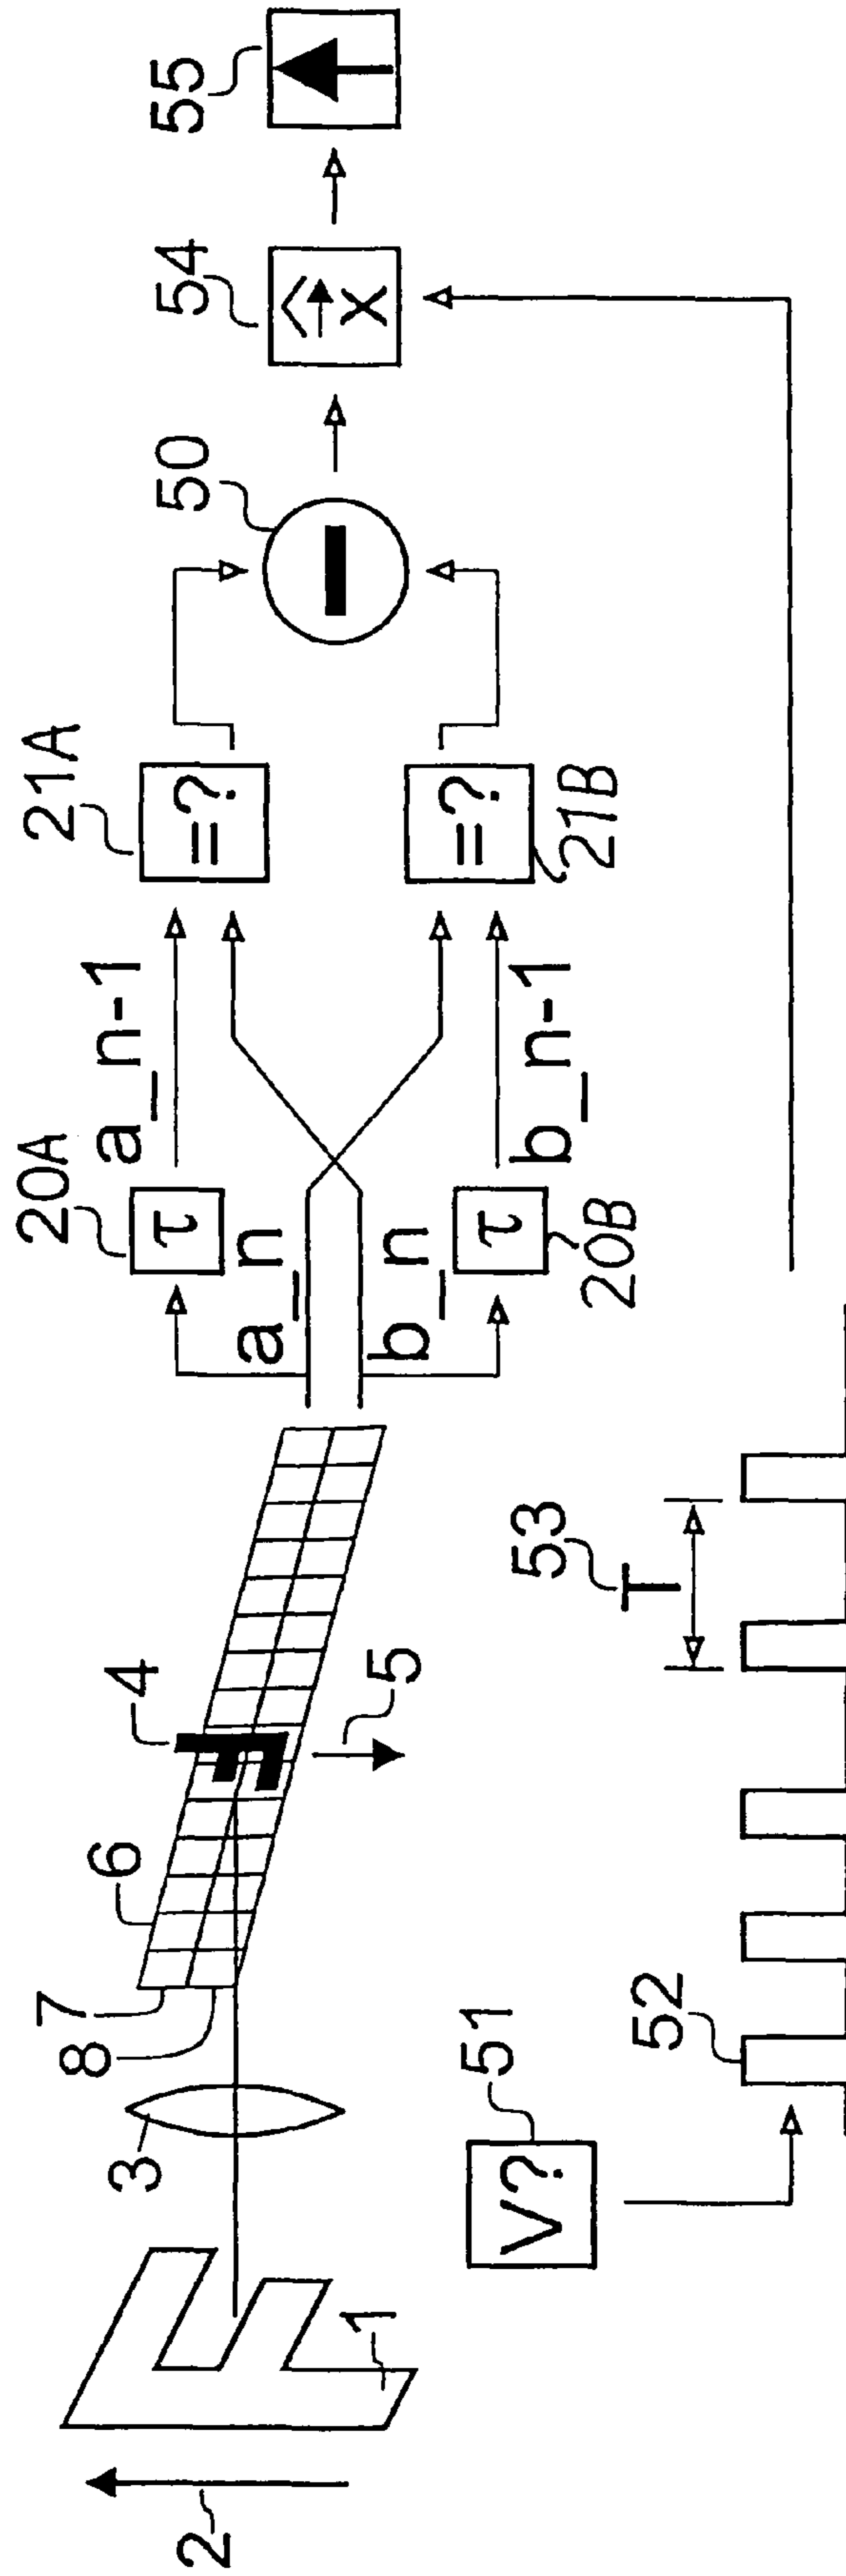 55
54
50
21A
=?
=?
21B
X
a_n-1
b_n-1
20A
τ
a_n
b_n
τ
20B
53
T
4
5
6
7
8
52
51
V?
3
1
2